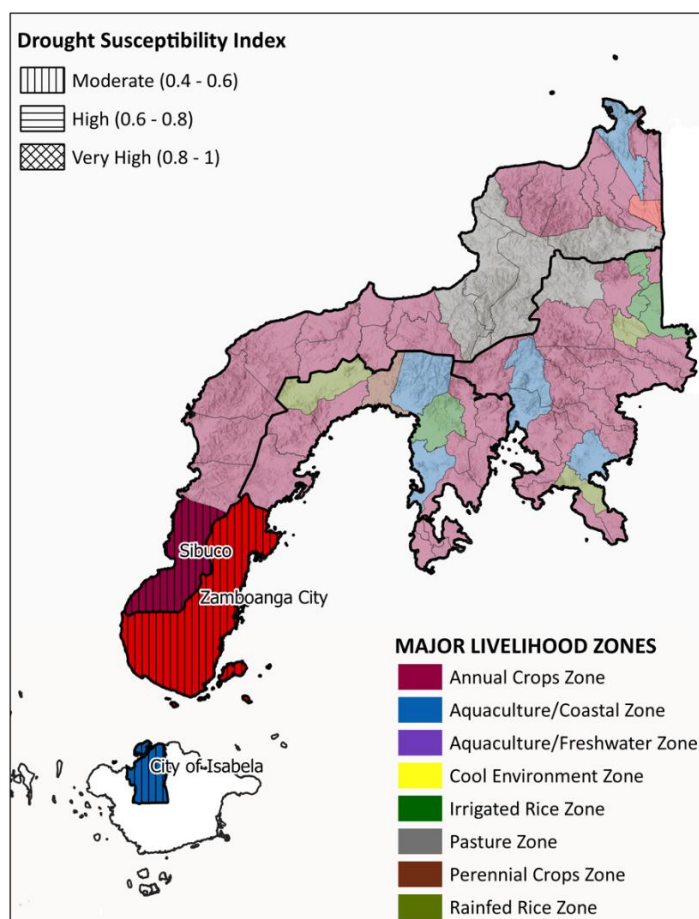 Drought Susceptibility Index
Moderate (0.4 - 0.6)
High (0.6 - 0.8)
Very High (0.8 - 1)
Sibuco
Zamboanga City
City of Isabela
MAJOR LIVELIHOOD ZONES
Annual Crops Zone
Aquaculture/Coastal Zone
Aquaculture/Freshwater Zone
Cool Environment Zone
Irrigated Rice Zone
Pasture Zone
Perennial Crops Zone
Rainfed Rice Zone